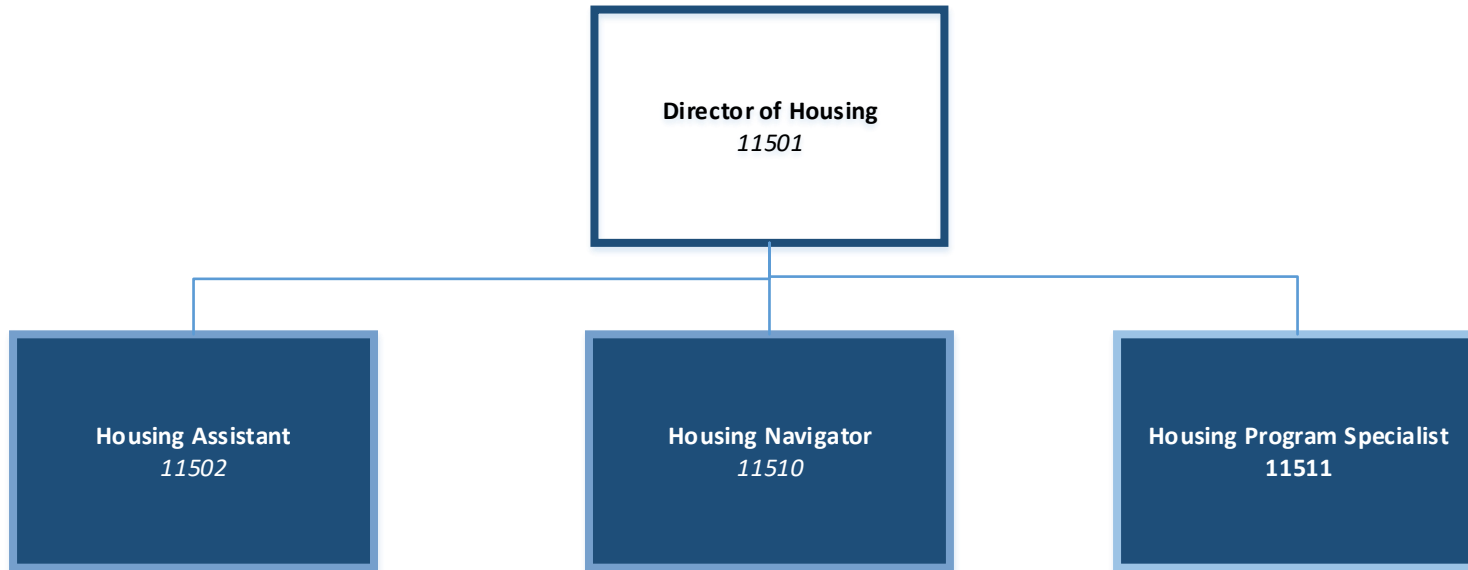 Director of Housing
11501
Housing Assistant
11502
Housing Navigator
11510
Housing Program Specialist
11511